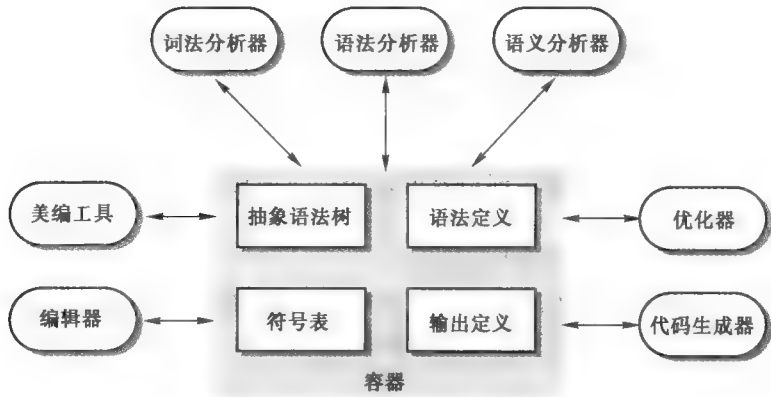 词法分析器
语法分析器
语义分析器
美编工具
抽象语法树
语法定义
优化器
编辑器
符号表
输出定义
代码生成器
容器